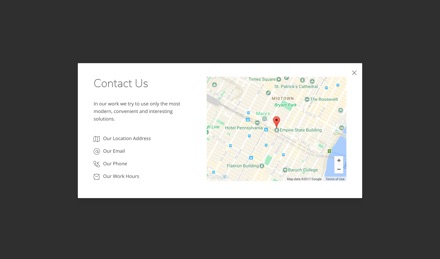 Contact Us
In our work we try to use only the most
modern, convenient and interesting
solutions.
Our Location Address
Our Email
Our Phone
Our Work Hours
Times Square
St. Patrick's Cathedral
MIDTOWN
The Roosevelt
Bryant Park
Macy's
Hotel Pennsylvania
Empire State Building
Flatiron Building
Baruch College
+
−
Map data ©2017 Google
Terms of Use